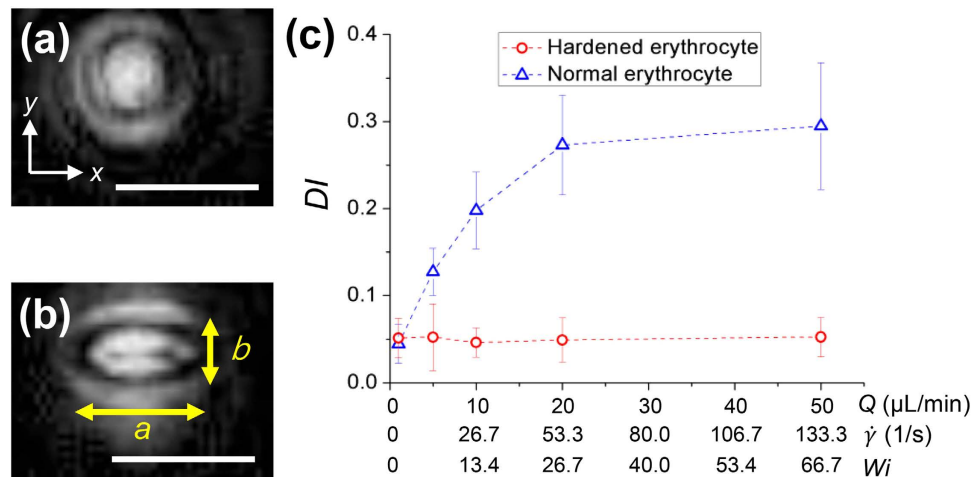 (a)
y
x
(b)
b
a
(c)
Hardened erythrocyte
Normal erythrocyte
DI
0.4
0.3
0.2
0.1
0.0
0 10 20 30 40 50 Q (μL/min)
0 26.7 53.3 80.0 106.7 133.3 γ̇ (1/s)
0 13.4 26.7 40.0 53.4 66.7 Wi